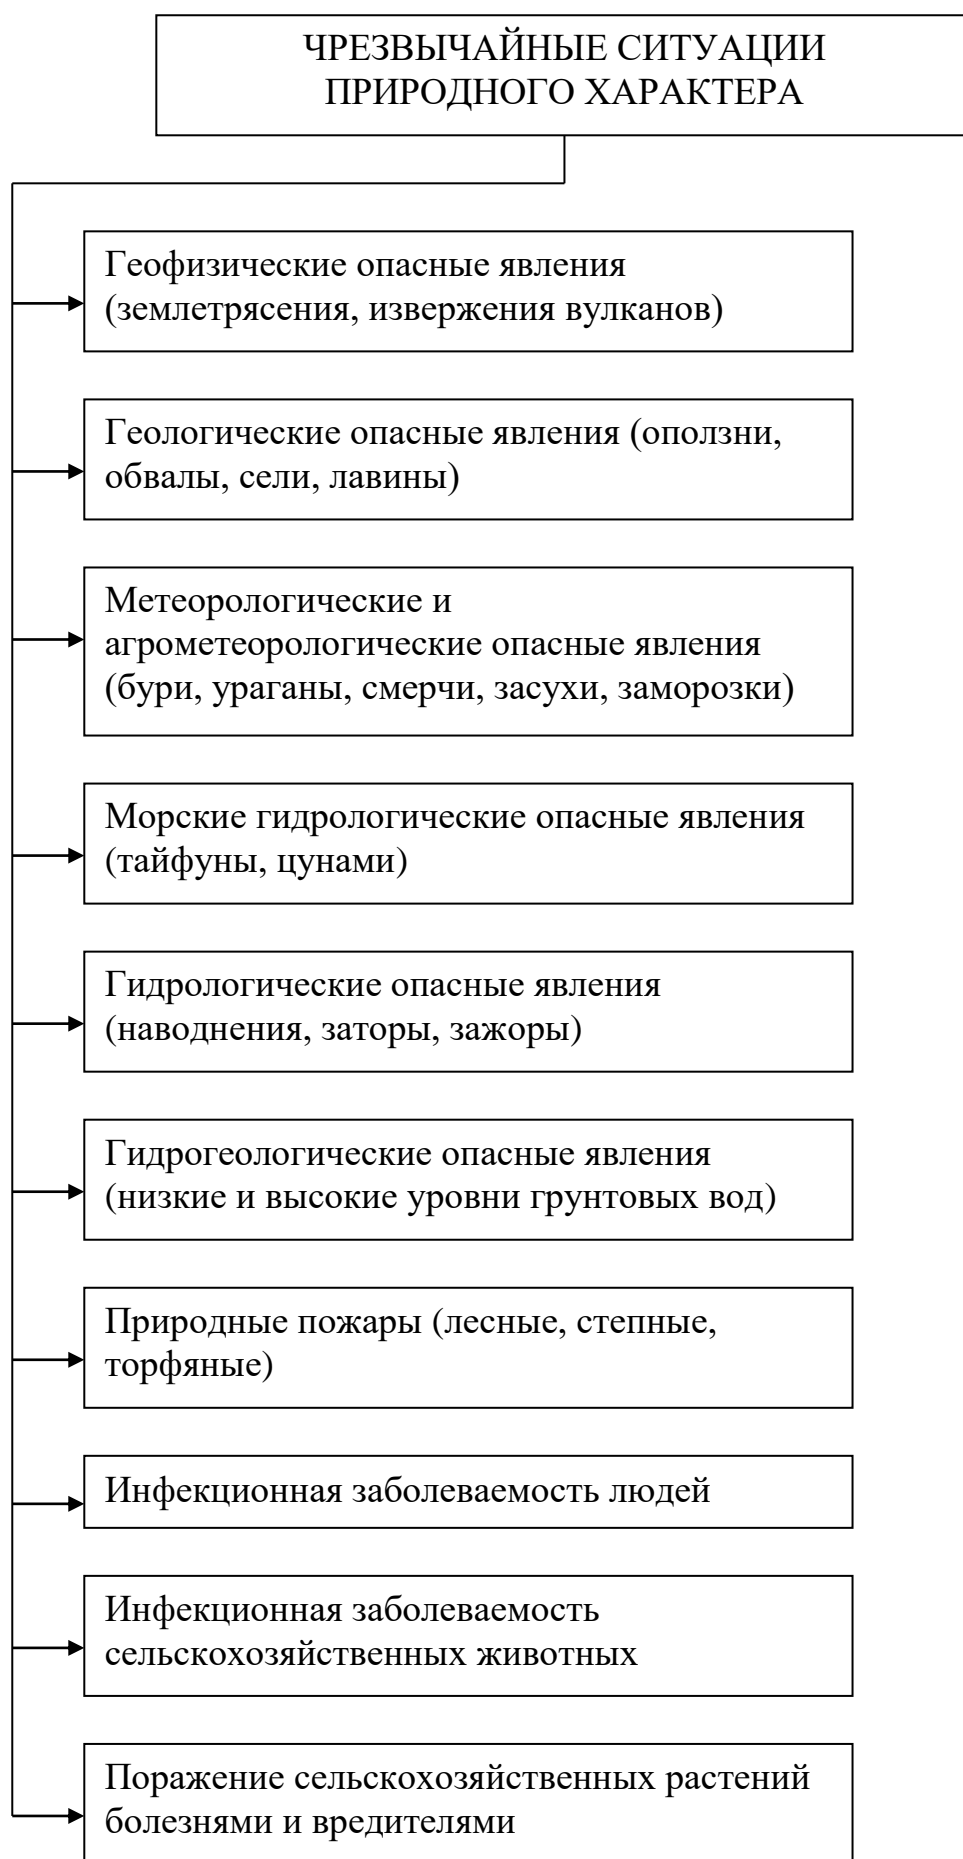 ЧРЕЗВЫЧАЙНЫЕ СИТУАЦИИ
ПРИРОДНОГО ХАРАКТЕРА
Геофизические опасные явления
(землетрясения, извержения вулканов)
Геологические опасные явления (оползни,
обвалы, сели, лавины)
Метеорологические и
агрометеорологические опасные явления
(бури, ураганы, смерчи, засухи, заморозки)
Морские гидрологические опасные явления
(тайфуны, цунами)
Гидрологические опасные явления
(наводнения, заторы, зажоры)
Гидрогеологические опасные явления
(низкие и высокие уровни грунтовых вод)
Природные пожары (лесные, степные,
торфяные)
Инфекционная заболеваемость людей
Инфекционная заболеваемость
сельскохозяйственных животных
Поражение сельскохозяйственных растений
болезнями и вредителями